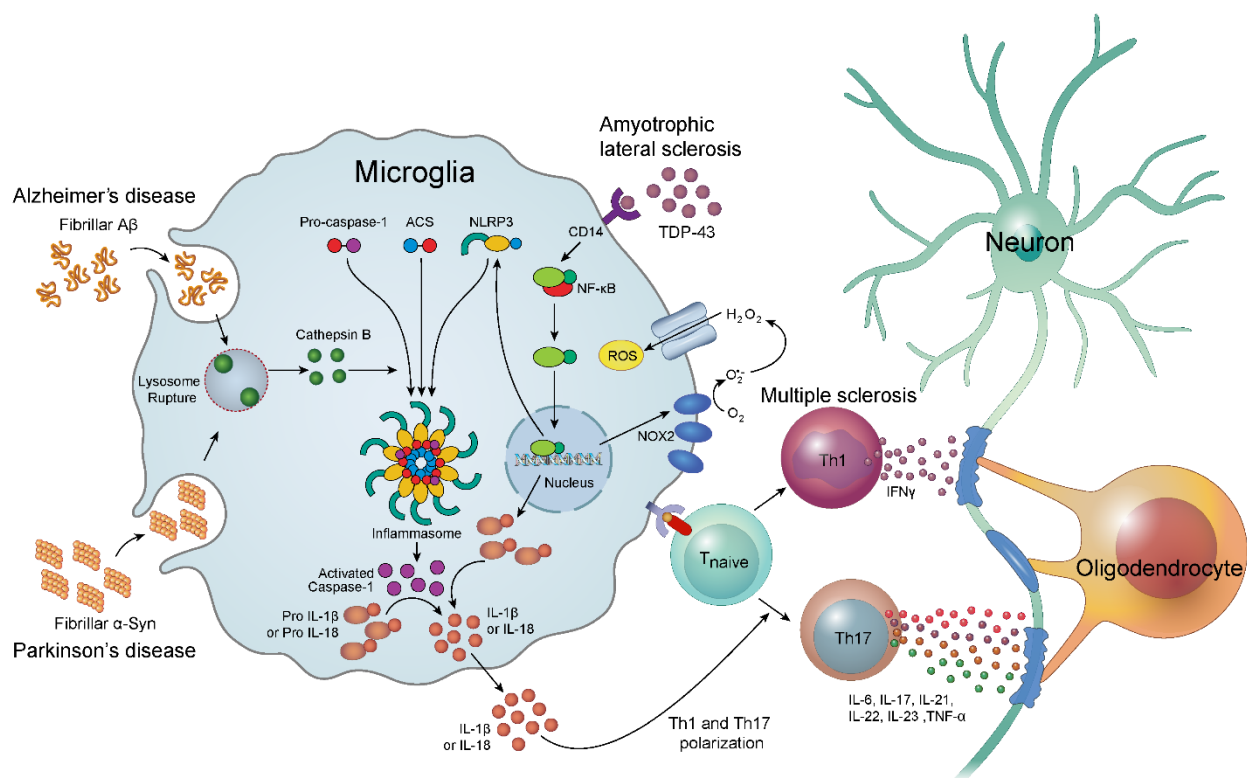 Amyotrophic
lateral sclerosis
Microglia
Alzheimer's disease
Fibrillar Aβ
Pro-caspase-1
ACS
NLRP3
CD14
TDP-43
Neuron
NF-κB
H2O2
Cathepsin B
ROS
Lysosome
Rupture
O2•-
O2
Multiple sclerosis
NOX2
Th1
Nucleus
IFNγ
Inflammasome
Tnaive
Oligodendrocyte
Activated
Caspase-1
Pro IL-1β
or Pro IL-18
IL-1β
or IL-18
Fibrillar α-Syn
Parkinson's disease
Th17
IL-6, IL-17, IL-21,
IL-22, IL-23 ,TNF-α
IL-1β
or IL-18
Th1 and Th17
polarization